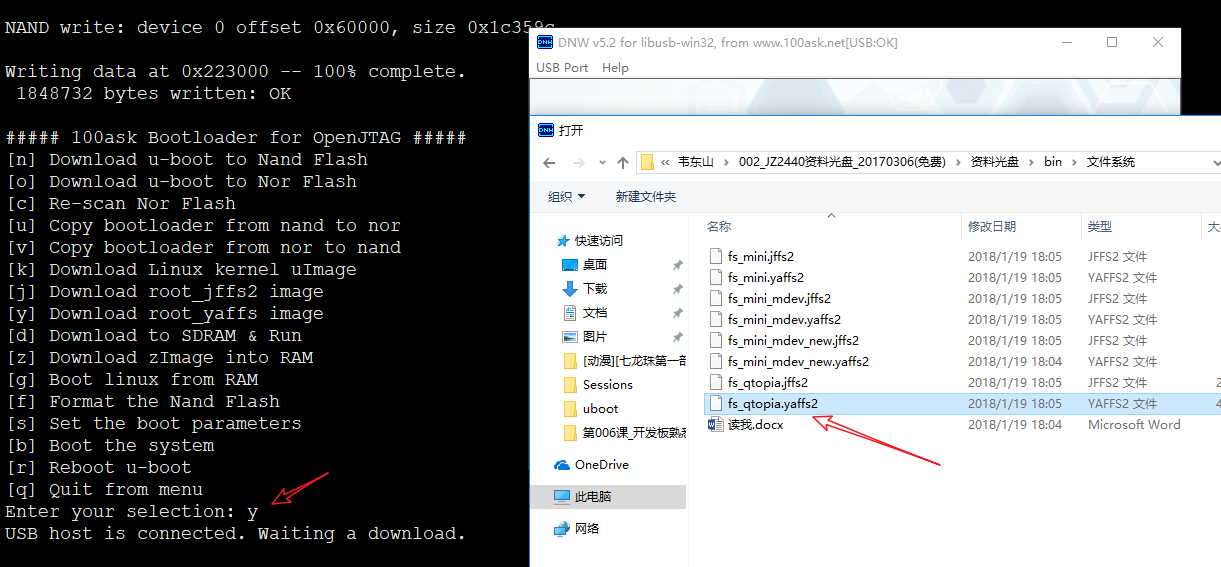 NAND write: device 0 offset 0x60000, size 0x1c359c
Writing data at 0x223000 -- 100% complete.
1848732 bytes written: OK
##### 100ask Bootloader for OpenJTAG #####
[n] Download u-boot to Nand Flash
[o] Download u-boot to Nor Flash
[c] Re-scan Nor Flash
[u] Copy bootloader from nand to nor
[v] Copy bootloader from nor to nand
[k] Download Linux kernel uImage
[j] Download root_jffs2 image
[y] Download root_yaffs image
[d] Download to SDRAM & Run
[z] Download zImage into RAM
[g] Boot linux from RAM
[f] Format the Nand Flash
[s] Set the boot parameters
[b] Boot the system
[r] Reboot u-boot
[q] Quit from menu
Enter your selection: y
USB host is connected. Waiting a download.
DNW v5.2 for libusb-win32, from www.100ask.net[USB:OK]
USB Port Help
打开
« 韦东山 › 002_JZ2440资料光盘_20170306(免费) › 资料光盘 › bin › 文件系统
组织 新建文件夹
快速访问
桌面
下载
文档
图片
[动漫][七龙珠第一部
Sessions
uboot
第006课_开发板熟悉
OneDrive
此电脑
网络
名称 修改日期 类型
fs_mini.jffs2 2018/1/19 18:05 JFFS2 文件
fs_mini.yaffs2 2018/1/19 18:05 YAFFS2 文件
fs_mini_mdev.jffs2 2018/1/19 18:05 JFFS2 文件
fs_mini_mdev.yaffs2 2018/1/19 18:05 YAFFS2 文件
fs_mini_mdev_new.jffs2 2018/1/19 18:05 JFFS2 文件
fs_mini_mdev_new.yaffs2 2018/1/19 18:04 YAFFS2 文件
fs_qtopia.jffs2 2018/1/19 18:05 JFFS2 文件 2
fs_qtopia.yaffs2 2018/1/19 18:05 YAFFS2 文件 4
读我.docx 2018/1/19 18:04 Microsoft Word